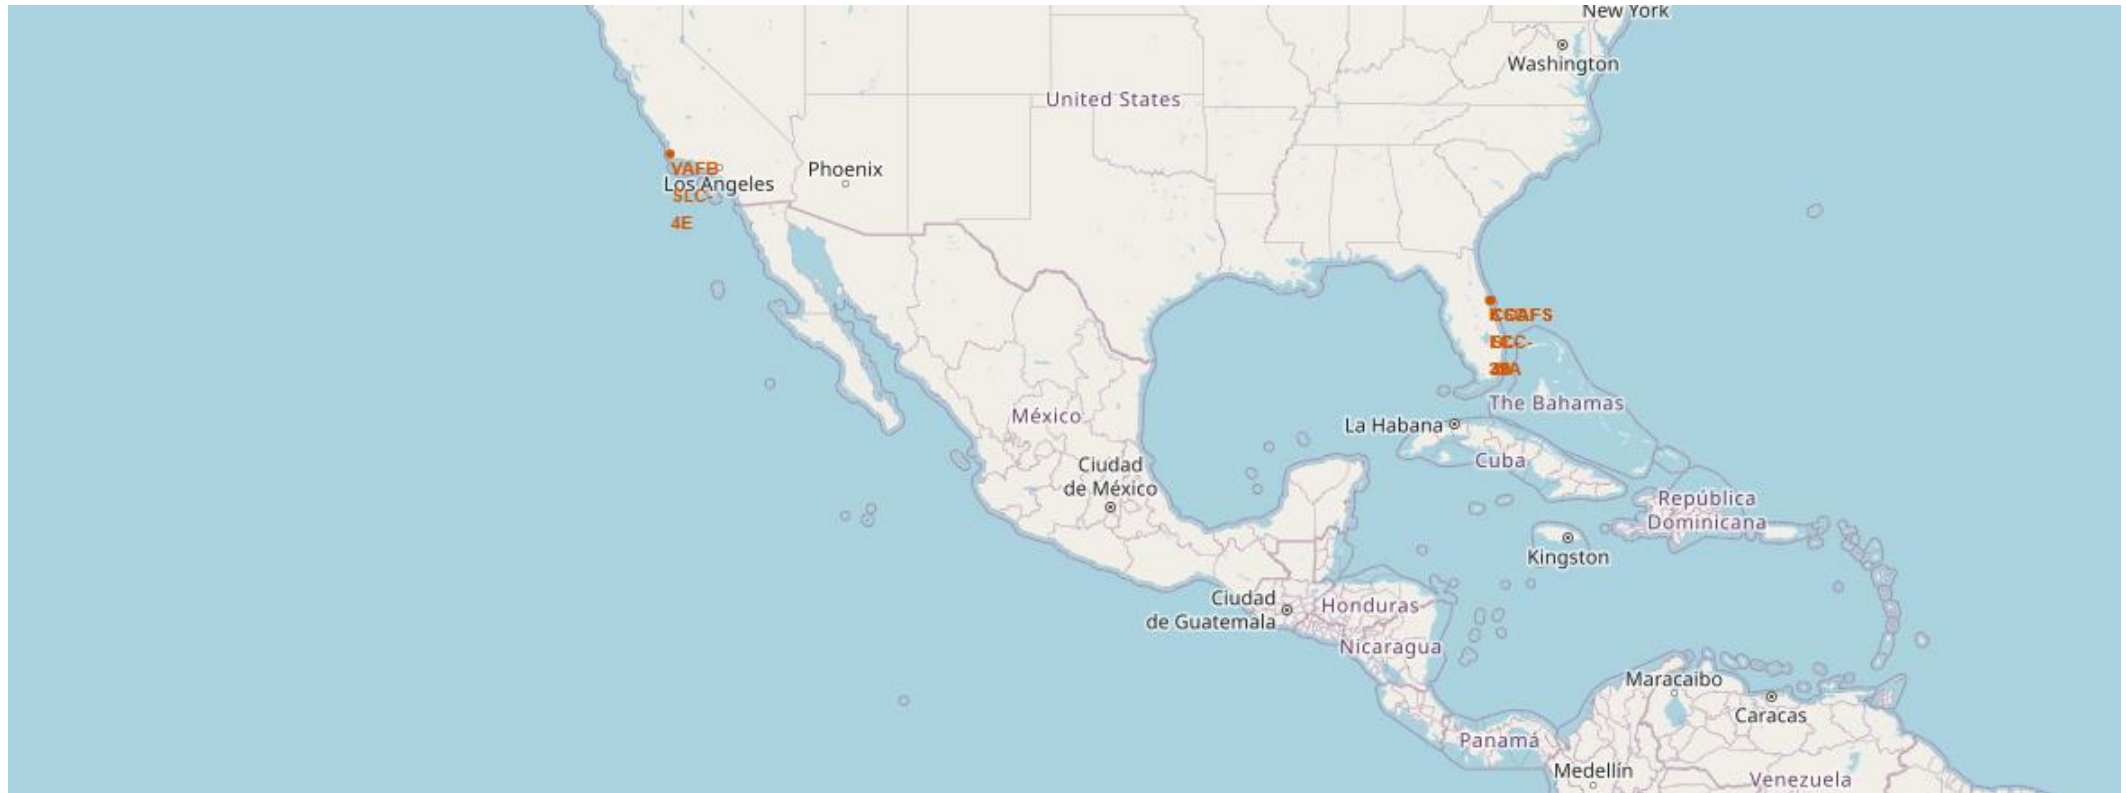 New York
Washington
United States
Phoenix
VAFB
Los Angeles
SLC-
4E
La Habana
The Bahamas
México
Cuba
Ciudad
de México
República
Dominicana
Kingston
Ciudad
de Guatemala
Honduras
Nicaragua
Maracaibo
Caracas
Panamá
Medellín
Venezuela